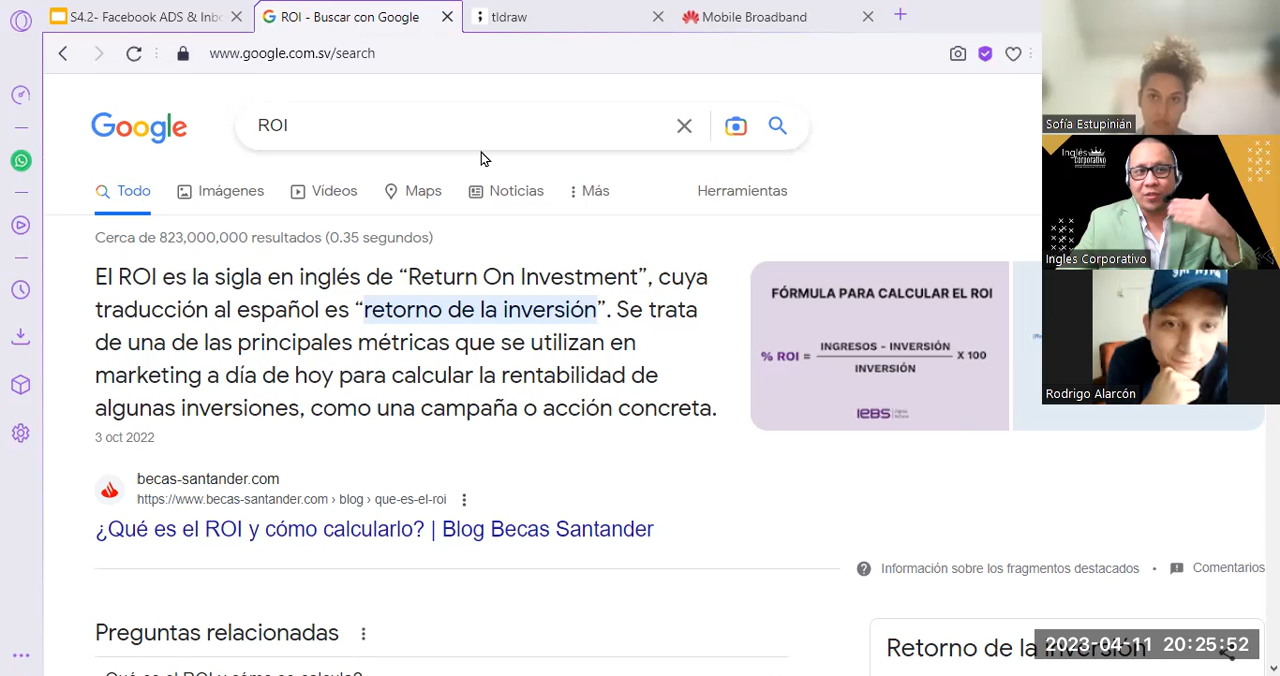 S4.2- Facebook ADS & Inb
ROI - Buscar con Google
tldraw
Mobile Broadband
www.google.com.sv/search
Google
ROI
Todo
Imágenes
Vídeos
Maps
Noticias
Más
Herramientas
Cerca de 823,000,000 resultados (0.35 segundos)
El ROI es la sigla en inglés de “Return On Investment”, cuya
traducción al español es “retorno de la inversión”. Se trata
de una de las principales métricas que se utilizan en
marketing a día de hoy para calcular la rentabilidad de
algunas inversiones, como una campaña o acción concreta.
3 oct 2022
FÓRMULA PARA CALCULAR EL ROI
% ROI = INGRESOS - INVERSIÓN X 100
INVERSIÓN
IEBS
becas-santander.com
https://www.becas-santander.com › blog › que-es-el-roi
¿Qué es el ROI y cómo calcularlo? | Blog Becas Santander
Información sobre los fragmentos destacados
Comentarios
Preguntas relacionadas
Retorno de la inversión
Sofía Estupinián
Inglés
Corporativo
Ingles Corporativo
Rodrigo Alarcón
2023-04-11 20:25:52